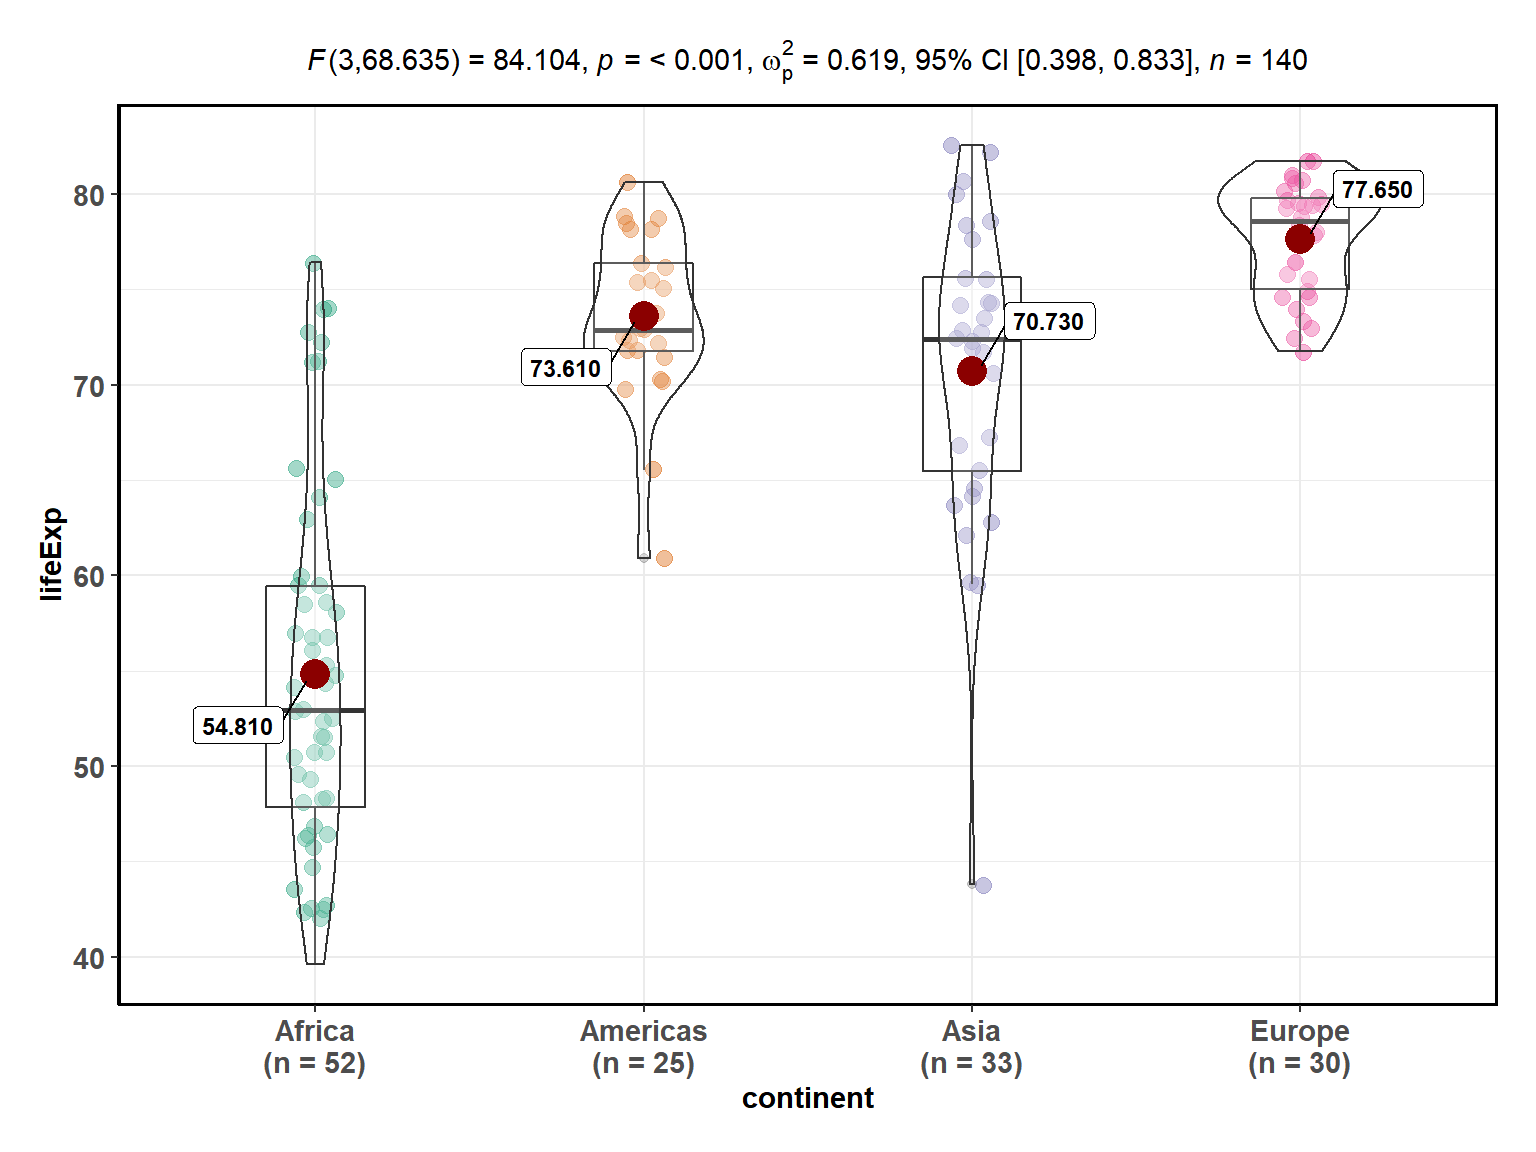 F(3,68.635) = 84.104, p = < 0.001, ω²ₚ = 0.619, 95% CI [0.398, 0.833], n = 140
lifeExp
80
70
60
50
40
54.810
73.610
70.730
77.650
Africa
(n = 52)
Americas
(n = 25)
Asia
(n = 33)
Europe
(n = 30)
continent